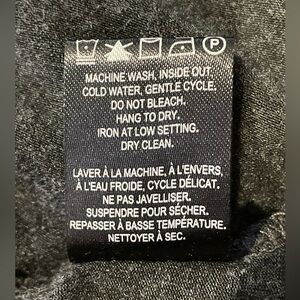 P
MACHINE WASH, INSIDE OUT,
COLD WATER, GENTLE CYCLE.
DO NOT BLEACH.
HANG TO DRY.
IRON AT LOW SETTING.
DRY CLEAN.
LAVER À LA MACHINE, À L'ENVERS,
À L'EAU FROIDE, CYCLE DÉLICAT.
NE PAS JAVELLISER.
SUSPENDRE POUR SÉCHER.
REPASSER À BASSE TEMPÉRATURE.
NETTOYER À SEC.